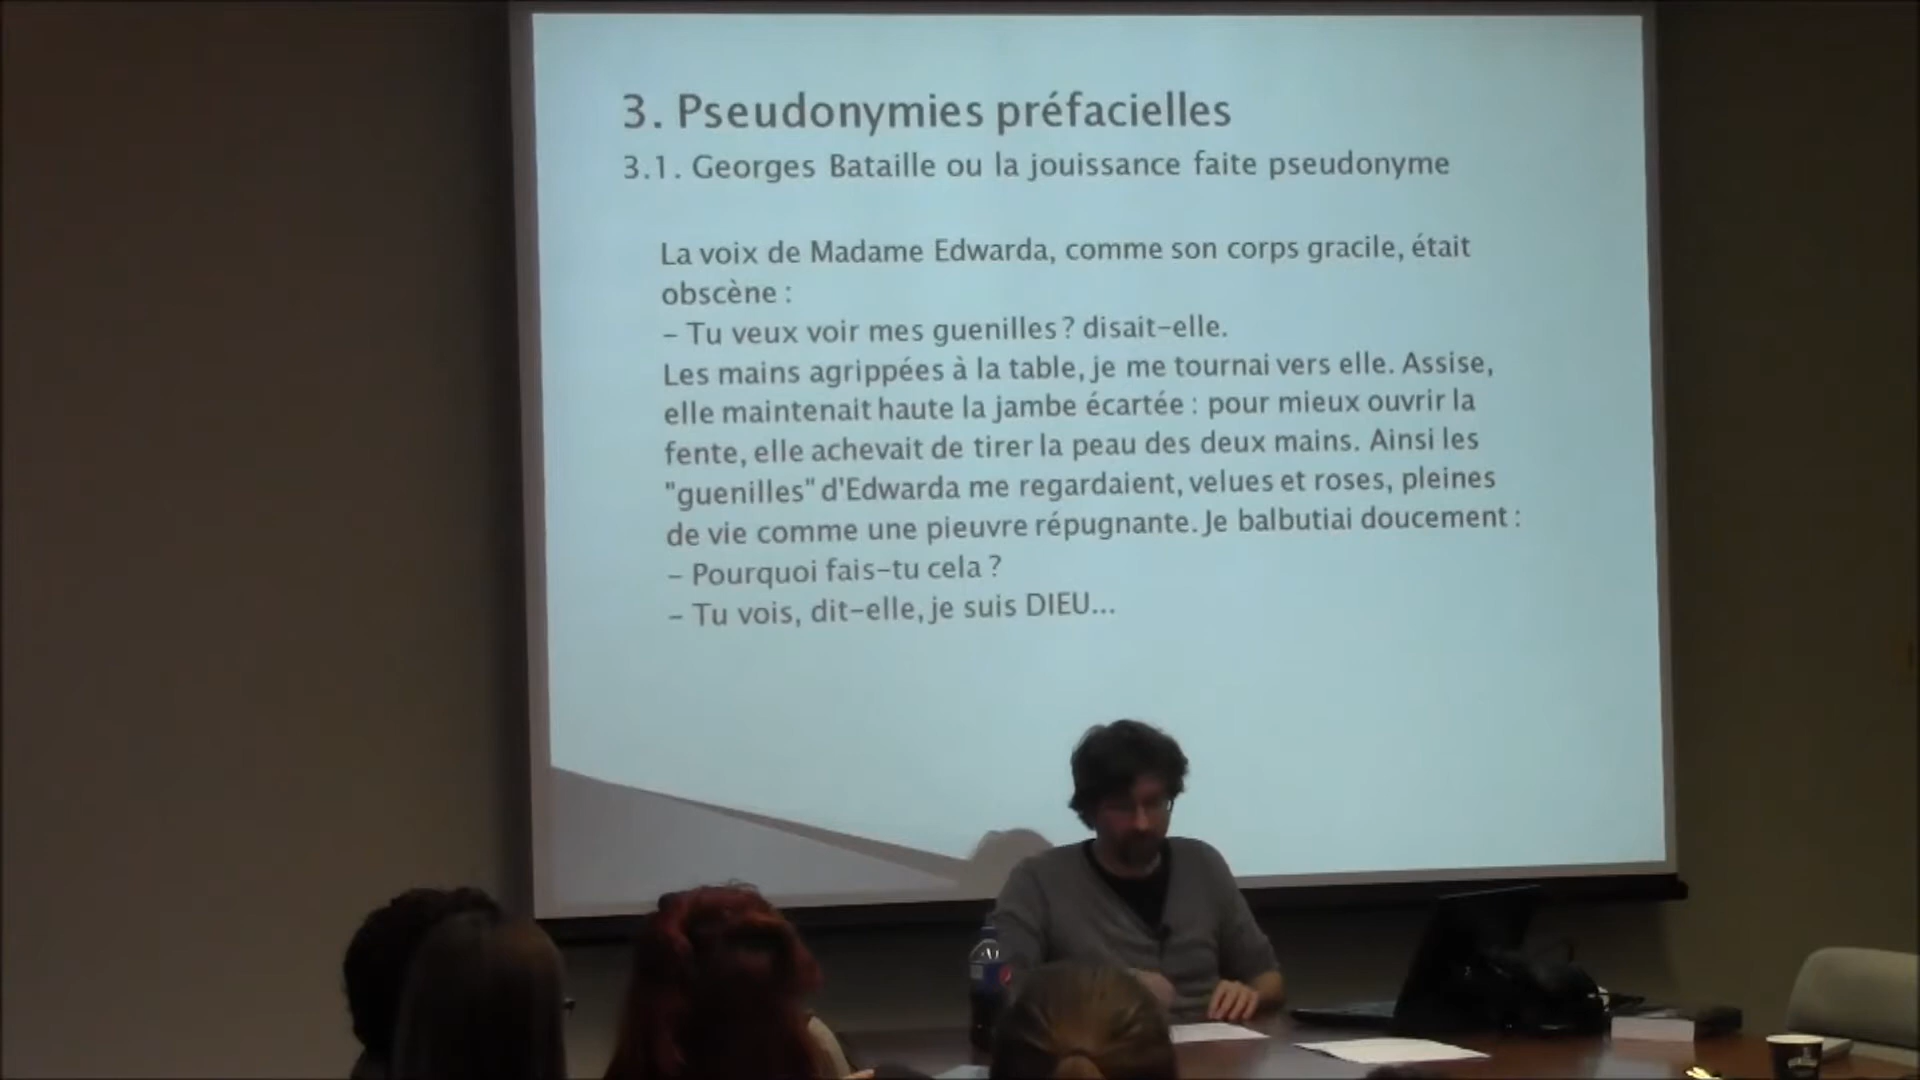 3. Pseudonymies préfacielles
3.1. Georges Bataille ou la jouissance faite pseudonyme
La voix de Madame Edwarda, comme son corps gracile, était
obscène :
– Tu veux voir mes guenilles ? disait-elle.
Les mains agrippées à la table, je me tournai vers elle. Assise,
elle maintenait haute la jambe écartée : pour mieux ouvrir la
fente, elle achevait de tirer la peau des deux mains. Ainsi les
"guenilles" d'Edwarda me regardaient, velues et roses, pleines
de vie comme une pieuvre répugnante. Je balbutiai doucement :
– Pourquoi fais-tu cela ?
– Tu vois, dit-elle, je suis DIEU...